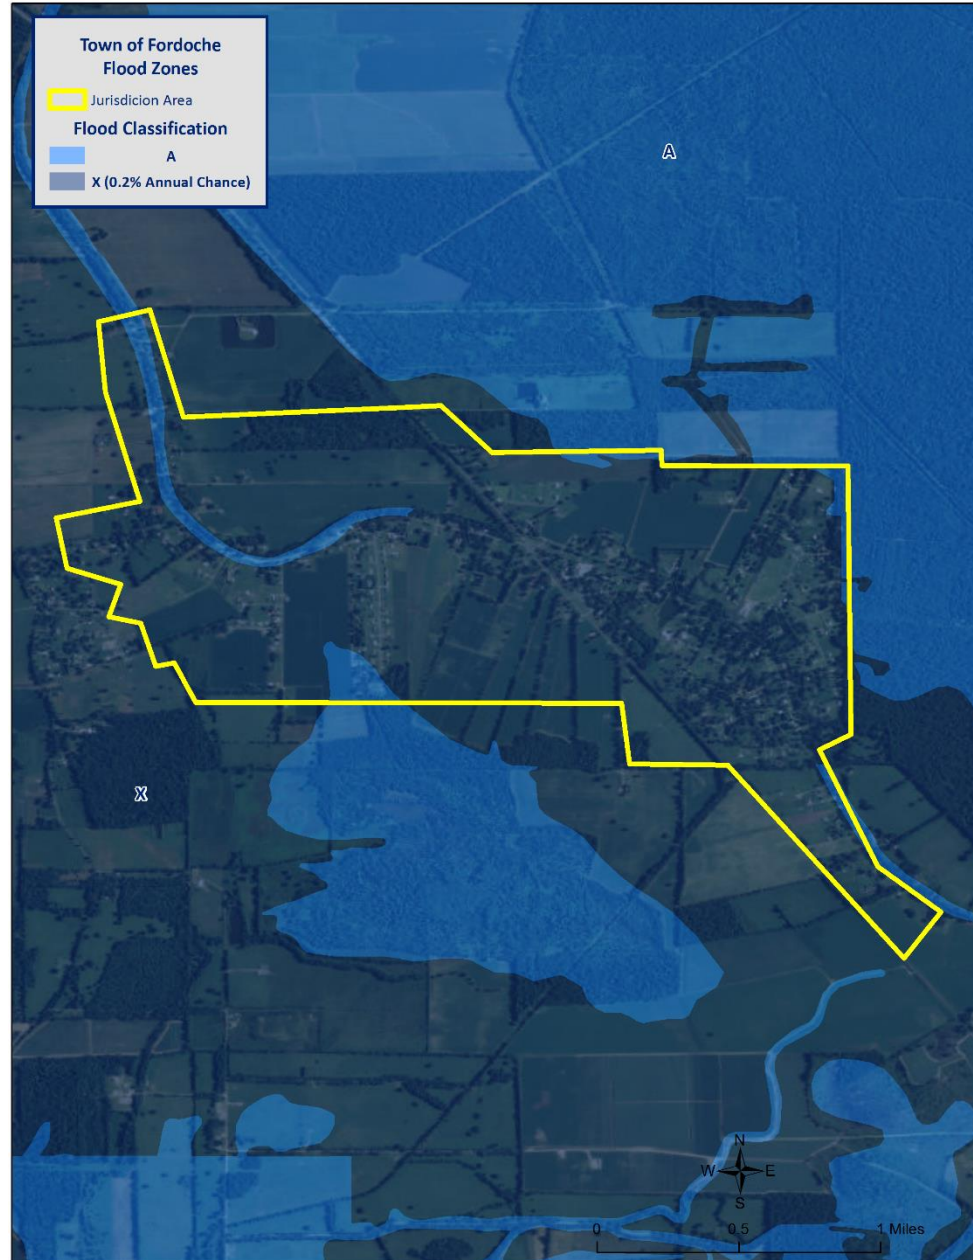 Town of Fordoche
Flood Zones
Jurisdicion Area
Flood Classification
A
X (0.2% Annual Chance)
A
X
N
W E
S
0 0.5 1 Miles